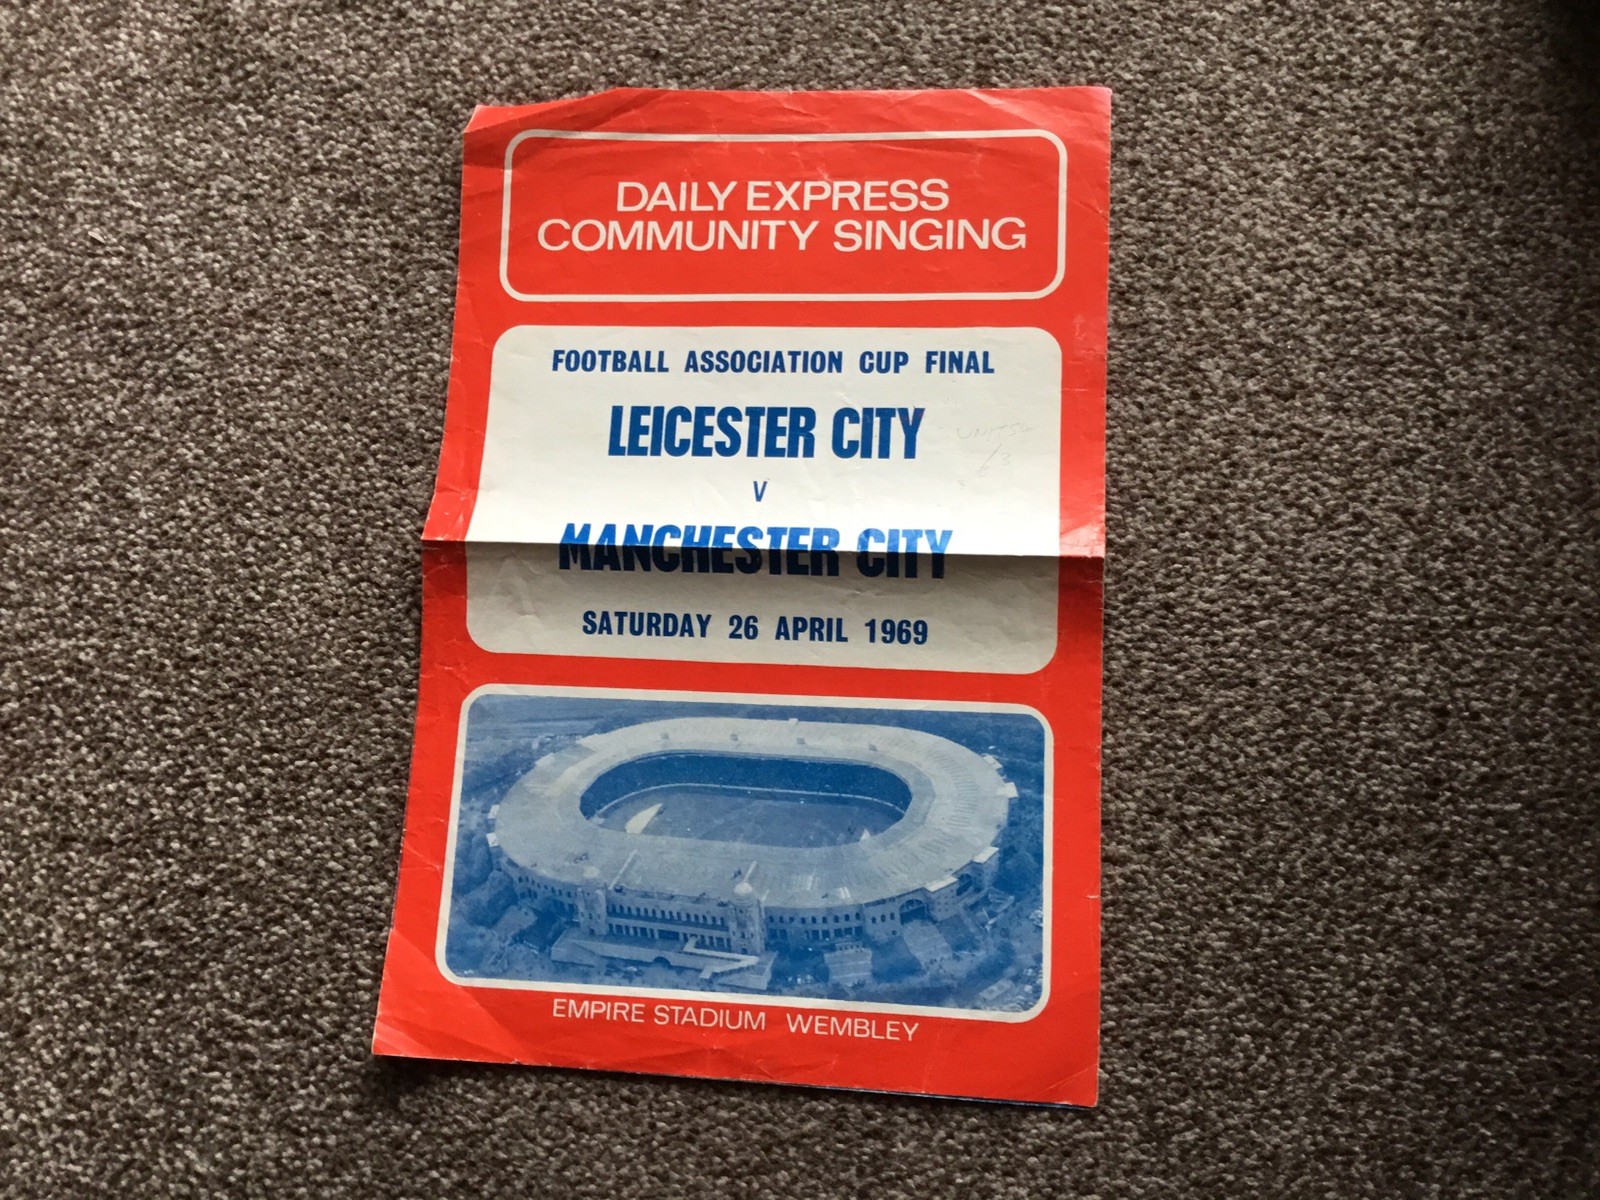 DAILY EXPRESS
COMMUNITY SINGING
FOOTBALL ASSOCIATION CUP FINAL
LEICESTER CITY
V
MANCHESTER CITY
SATURDAY 26 APRIL 1969
EMPIRE STADIUM WEMBLEY